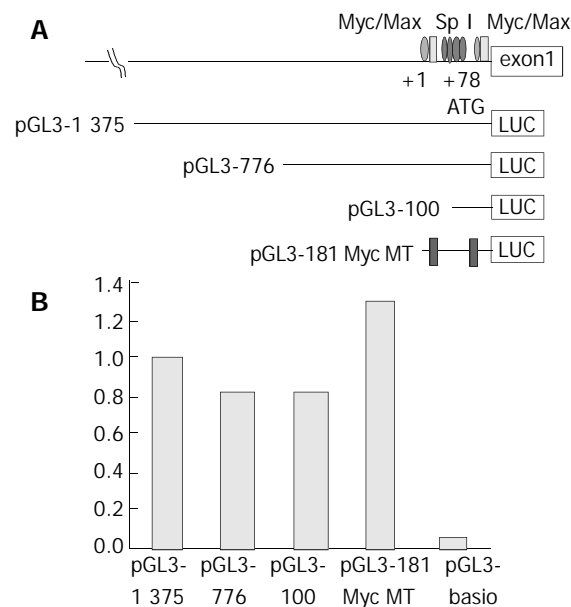 A
Myc/Max Sp I Myc/Max
exon1
+1 +78
ATG
pGL3-1 375 LUC
pGL3-776 LUC
pGL3-100 LUC
pGL3-181 Myc MT LUC
B
1.4
1.2
1.0
0.8
0.6
0.4
0.2
0.0
pGL3- pGL3- pGL3- pGL3-181 pGL3-
1 375 776 100 Myc MT basio